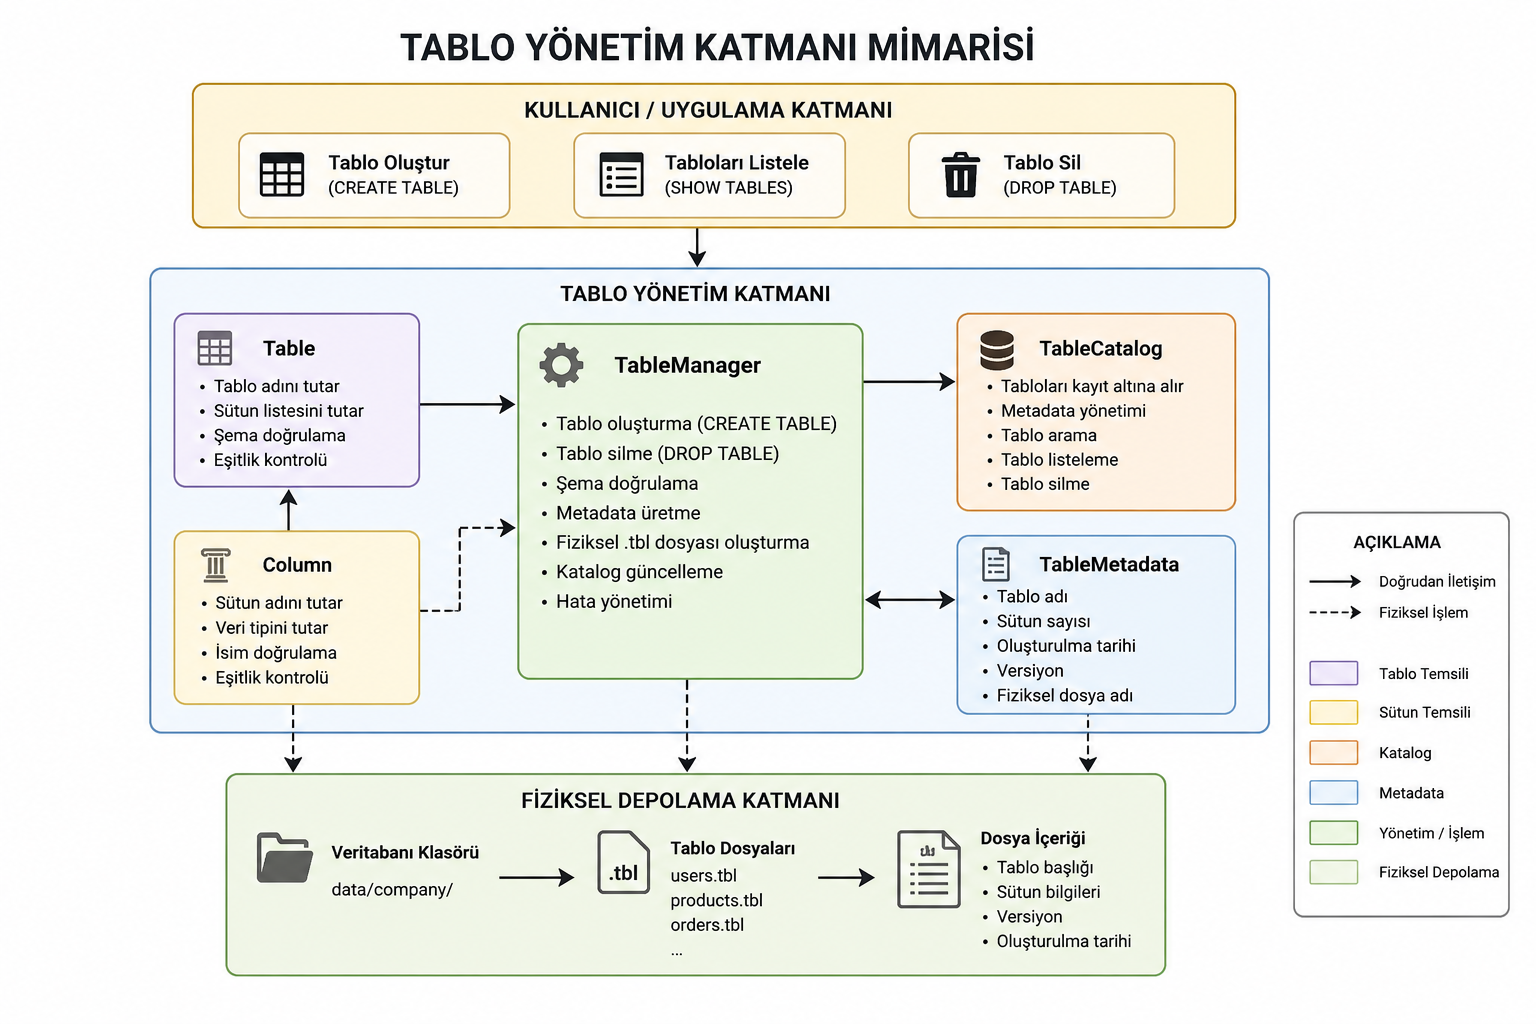 TABLO YÖNETİM KATMANI MİMARİSİ
KULLANICI / UYGULAMA KATMANI
Tablo Oluştur
(CREATE TABLE)
Tabloları Listele
(SHOW TABLES)
Tablo Sil
(DROP TABLE)
TABLO YÖNETİM KATMANI
Table
• Tablo adını tutar
• Sütun listesini tutar
• Şema doğrulama
• Eşitlik kontrolü
Column
• Sütun adını tutar
• Veri tipini tutar
• İsim doğrulama
• Eşitlik kontrolü
TableManager
• Tablo oluşturma (CREATE TABLE)
• Tablo silme (DROP TABLE)
• Şema doğrulama
• Metadata üretme
• Fiziksel .tbl dosyası oluşturma
• Katalog güncelleme
• Hata yönetimi
TableCatalog
• Tabloları kayıt altına alır
• Metadata yönetimi
• Tablo arama
• Tablo listeleme
• Tablo silme
TableMetadata
• Tablo adı
• Sütun sayısı
• Oluşturulma tarihi
• Versiyon
• Fiziksel dosya adı
FİZİKSEL DEPOLAMA KATMANI
Veritabanı Klasörü
data/company/
.tbl
Tablo Dosyaları
users.tbl
products.tbl
orders.tbl
...
Dosya İçeriği
• Tablo başlığı
• Sütun bilgileri
• Versiyon
• Oluşturulma tarihi
AÇIKLAMA
Doğrudan İletişim
Fiziksel İşlem
Tablo Temsili
Sütun Temsili
Katalog
Metadata
Yönetim / İşlem
Fiziksel Depolama